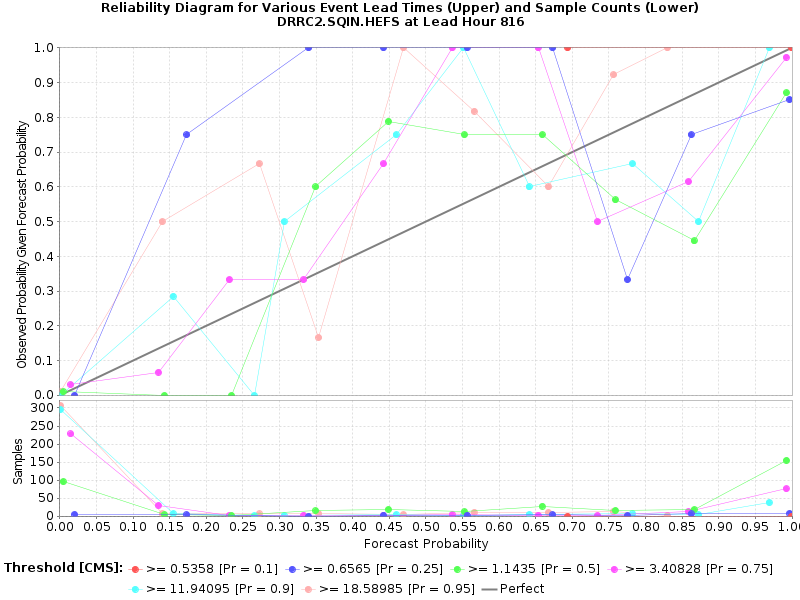 Reliability Diagram for Various Event Lead Times (Upper) and Sample Counts (Lower)
DRRC2.SQIN.HEFS at Lead Hour 816
Observed Probability Given Forecast Probability
1.0
0.9
0.8
0.7
0.6
0.5
0.4
0.3
0.2
0.1
0.0
Samples
300
250
200
150
100
50
0
0.00 0.05 0.10 0.15 0.20 0.25 0.30 0.35 0.40 0.45 0.50 0.55 0.60 0.65 0.70 0.75 0.80 0.85 0.90 0.95 1.00
Forecast Probability
Threshold [CMS]: >= 0.5358 [Pr = 0.1] >= 0.6565 [Pr = 0.25] >= 1.1435 [Pr = 0.5] >= 3.40828 [Pr = 0.75]
>= 11.94095 [Pr = 0.9] >= 18.58985 [Pr = 0.95] Perfect